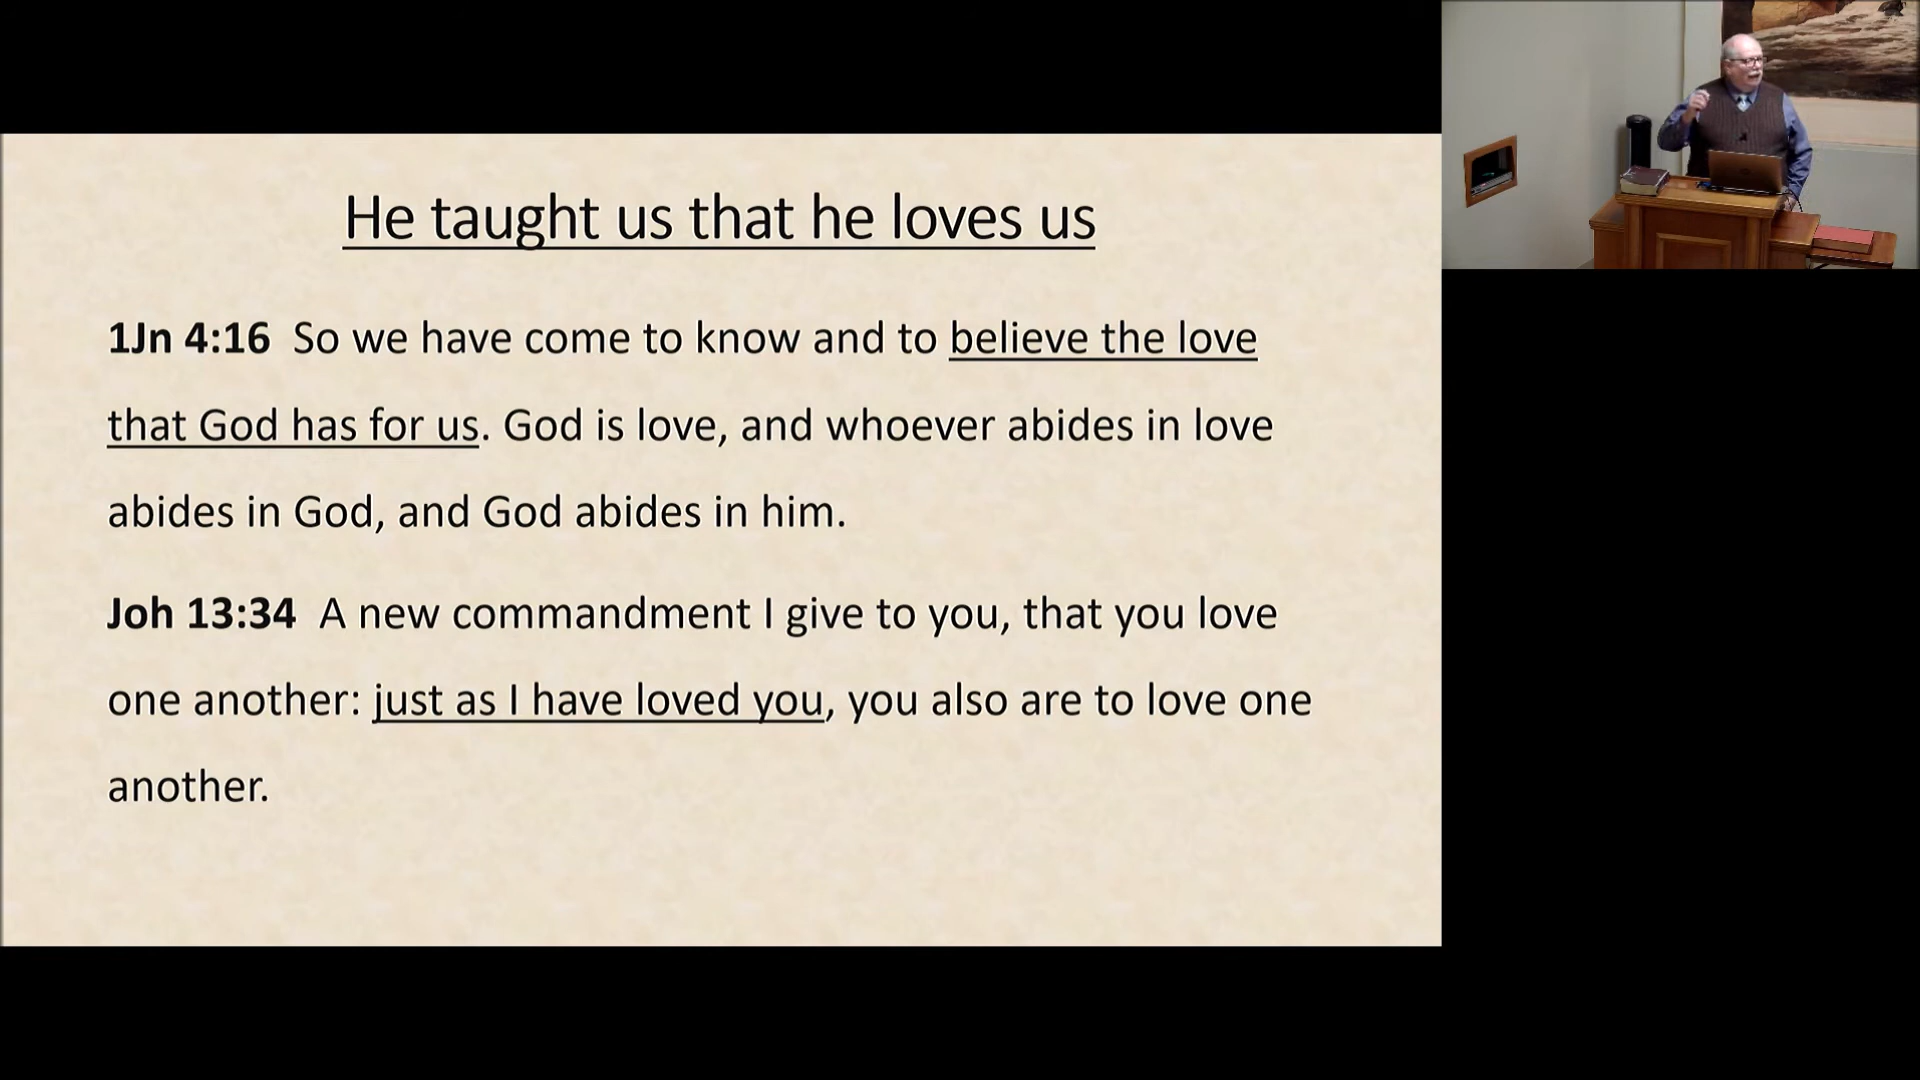 He taught us that he loves us
1Jn 4:16 So we have come to know and to believe the love
that God has for us. God is love, and whoever abides in love
abides in God, and God abides in him.
Joh 13:34 A new commandment I give to you, that you love
one another: just as I have loved you, you also are to love one
another.